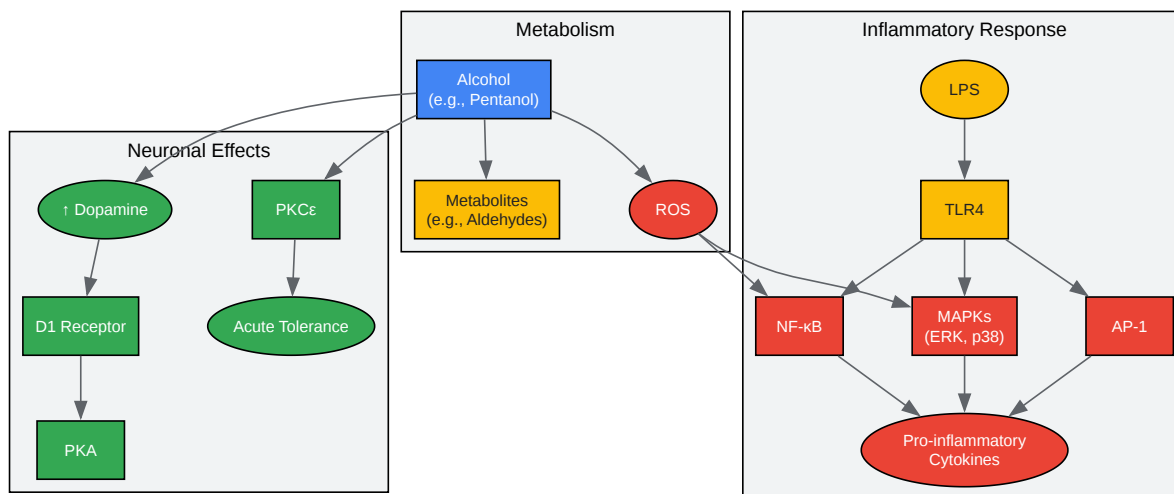 Metabolism
Alcohol
(e.g., Pentanol)
Metabolites
(e.g., Aldehydes)
ROS
Neuronal Effects
↑ Dopamine
PKCε
D1 Receptor
Acute Tolerance
PKA
Inflammatory Response
LPS
TLR4
NF-κB
MAPKs
(ERK, p38)
AP-1
Pro-inflammatory
Cytokines